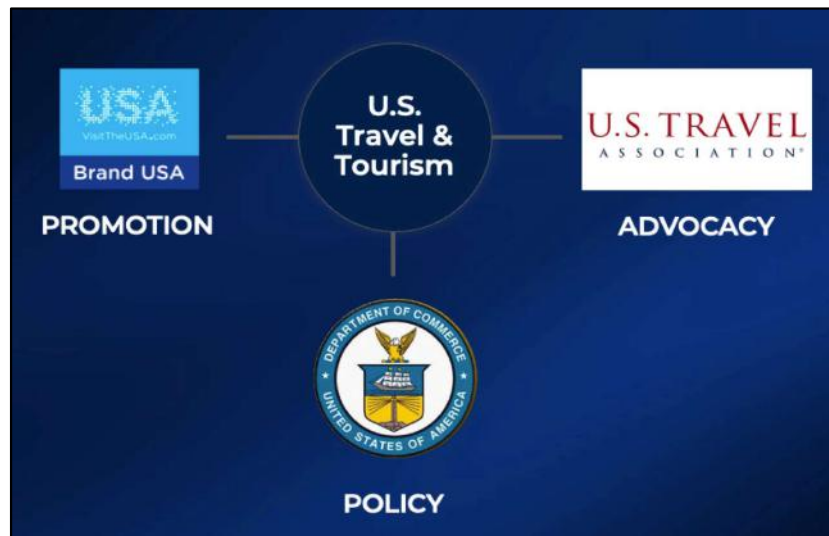 USA
VisitTheUSA.com
Brand USA
PROMOTION
U.S.
Travel &
Tourism
U.S. TRAVEL
ASSOCIATION®
ADVOCACY
DEPARTMENT OF COMMERCE
UNITED STATES OF AMERICA
POLICY